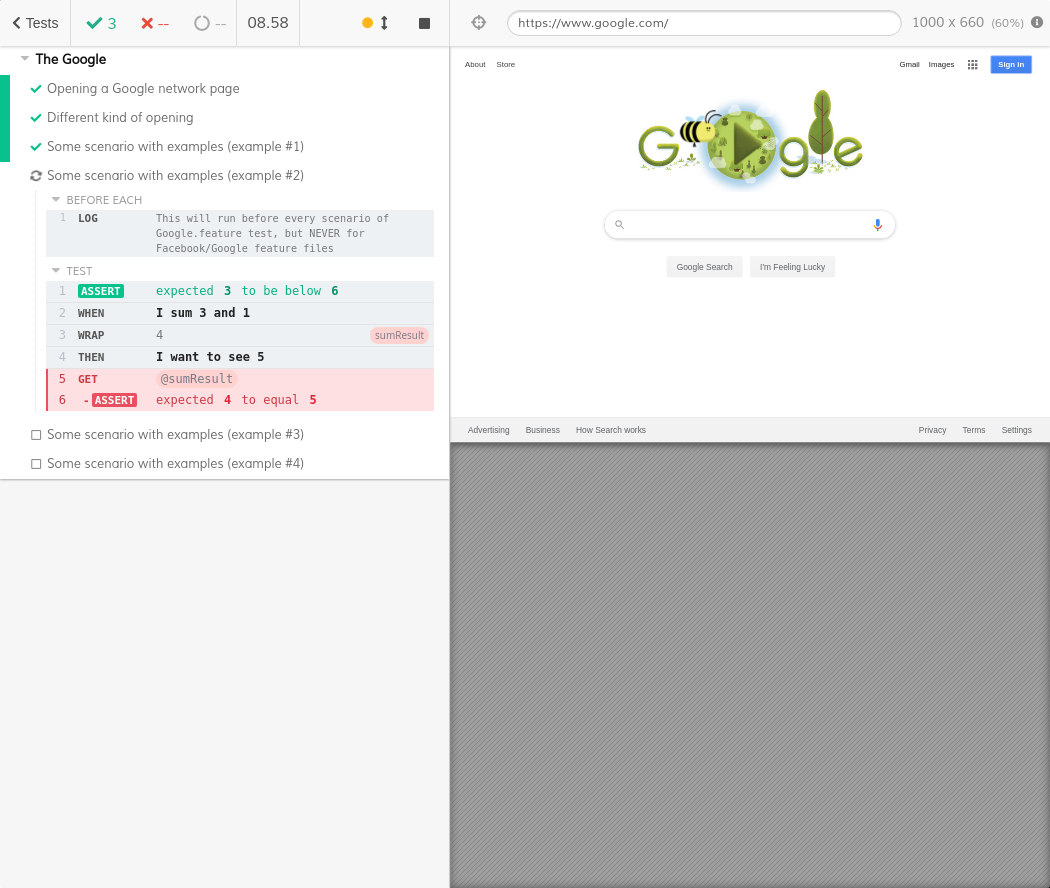 Tests 3 -- -- 08.58
https://www.google.com/ 1000 x 660 (60%)
The Google
Opening a Google network page
Different kind of opening
Some scenario with examples (example #1)
Some scenario with examples (example #2)
BEFORE EACH
1 LOG This will run before every scenario of
Google.feature test, but NEVER for
Facebook/Google feature files
TEST
1 ASSERT expected 3 to be below 6
2 WHEN I sum 3 and 1
3 WRAP 4 sumResult
4 THEN I want to see 5
5 GET @sumResult
6 -ASSERT expected 4 to equal 5
Some scenario with examples (example #3)
Some scenario with examples (example #4)
About Store Gmail Images Sign in
Google
Google Search I'm Feeling Lucky
Advertising Business How Search works Privacy Terms Settings